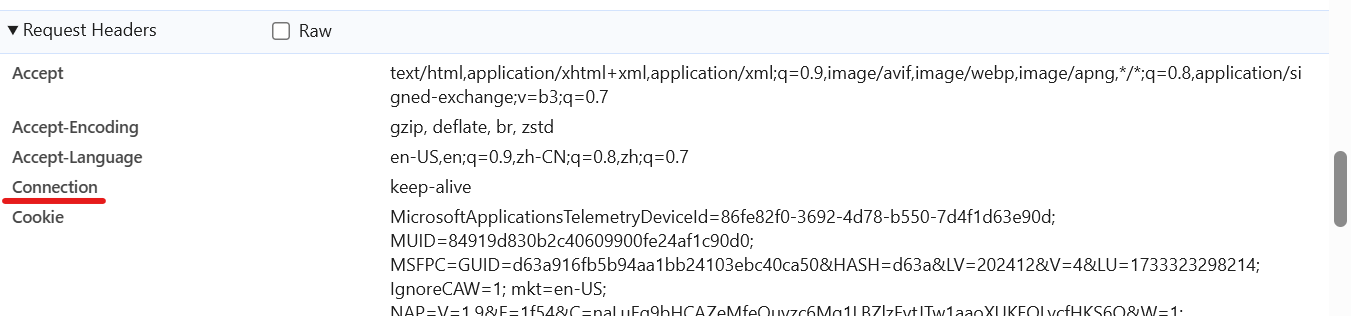 Request Headers Raw
Accept text/html,application/xhtml+xml,application/xml;q=0.9,image/avif,image/webp,image/apng,*/*;q=0.8,application/si
gned-exchange;v=b3;q=0.7
Accept-Encoding gzip, deflate, br, zstd
Accept-Language en-US,en;q=0.9,zh-CN;q=0.8,zh;q=0.7
Connection keep-alive
Cookie MicrosoftApplicationsTelemetryDeviceId=86fe82f0-3692-4d78-b550-7d4f1d63e90d;
MUID=84919d830b2c40609900fe24af1c90d0;
MSFPC=GUID=d63a916fb5b94aa1bb24103ebc40ca50&HASH=d63a&LV=202412&V=4&LU=1733323298214;
IgnoreCAW=1; mkt=en-US;